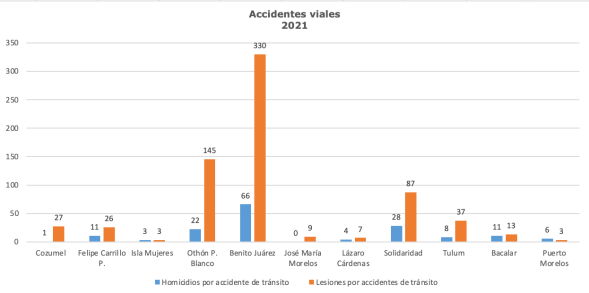 Accidentes viales
2021
350
300
250
200
150
100
50
0
1 27 11 26 3 3 22 145 66 330 0 9 4 7 28 87 8 37 11 13 6 3
Cozumel Felipe Carrillo Isla Mujeres Othón P. Benito Juárez José María Lázaro Solidaridad Tulum Bacalar Puerto
P. Blanco Morelos Cárdenas Morelos
Homidios por accidente de tránsito Lesiones por accidentes de tránsito